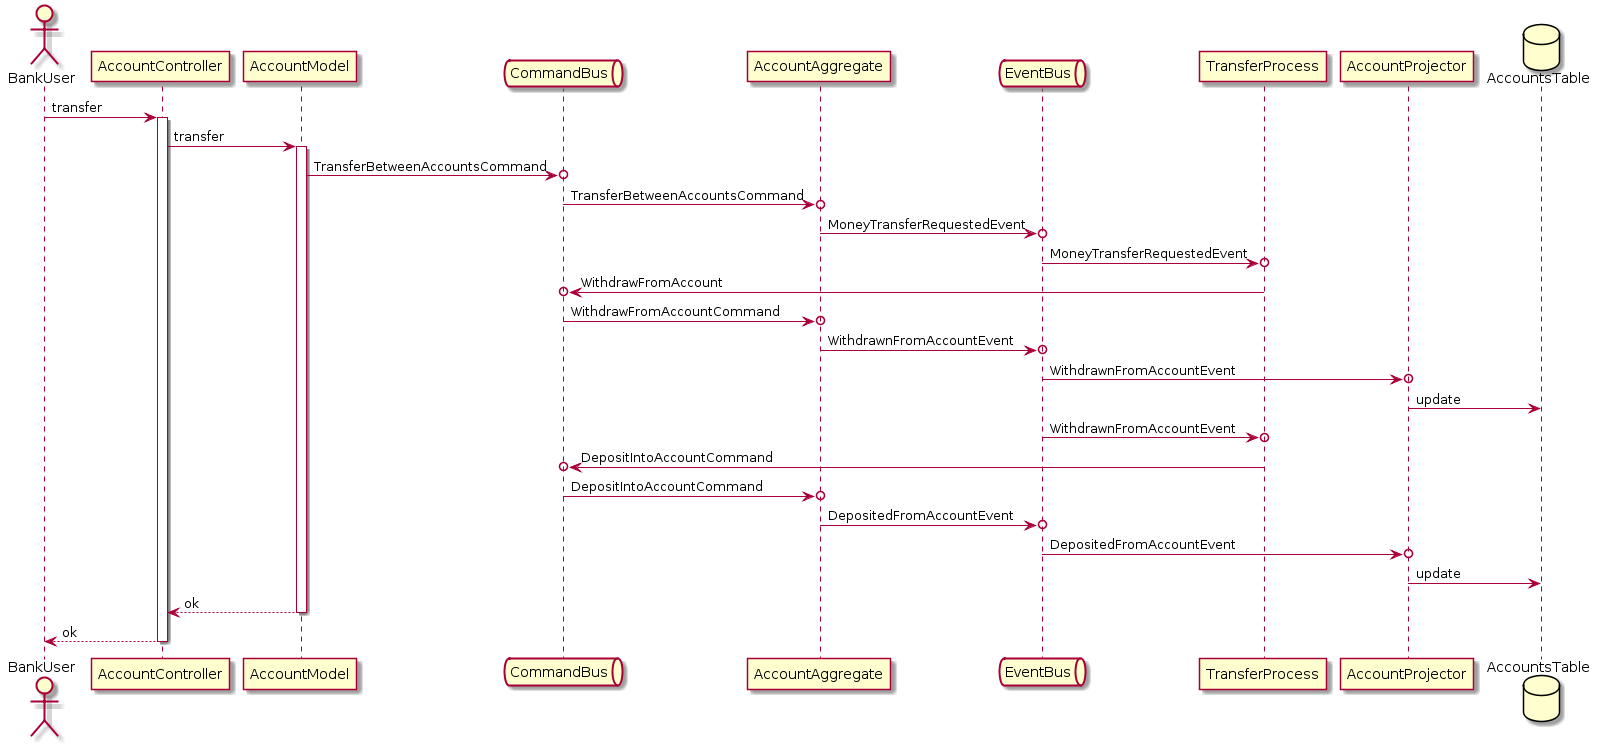 BankUser
AccountController
AccountModel
CommandBus
AccountAggregate
EventBus
TransferProcess
AccountProjector
AccountsTable
transfer
transfer
TransferBetweenAccountsCommand
TransferBetweenAccountsCommand
MoneyTransferRequestedEvent
MoneyTransferRequestedEvent
WithdrawFromAccount
WithdrawFromAccountCommand
WithdrawnFromAccountEvent
WithdrawnFromAccountEvent
update
WithdrawnFromAccountEvent
DepositIntoAccountCommand
DepositIntoAccountCommand
DepositedFromAccountEvent
DepositedFromAccountEvent
update
ok
ok
BankUser
AccountController
AccountModel
CommandBus
AccountAggregate
EventBus
TransferProcess
AccountProjector
AccountsTable